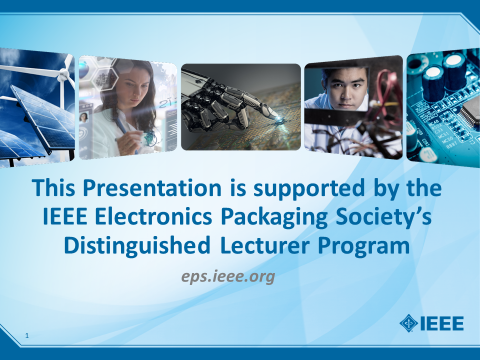 This Presentation is supported by the
IEEE Electronics Packaging Society's
Distinguished Lecturer Program
eps.ieee.org
1
IEEE